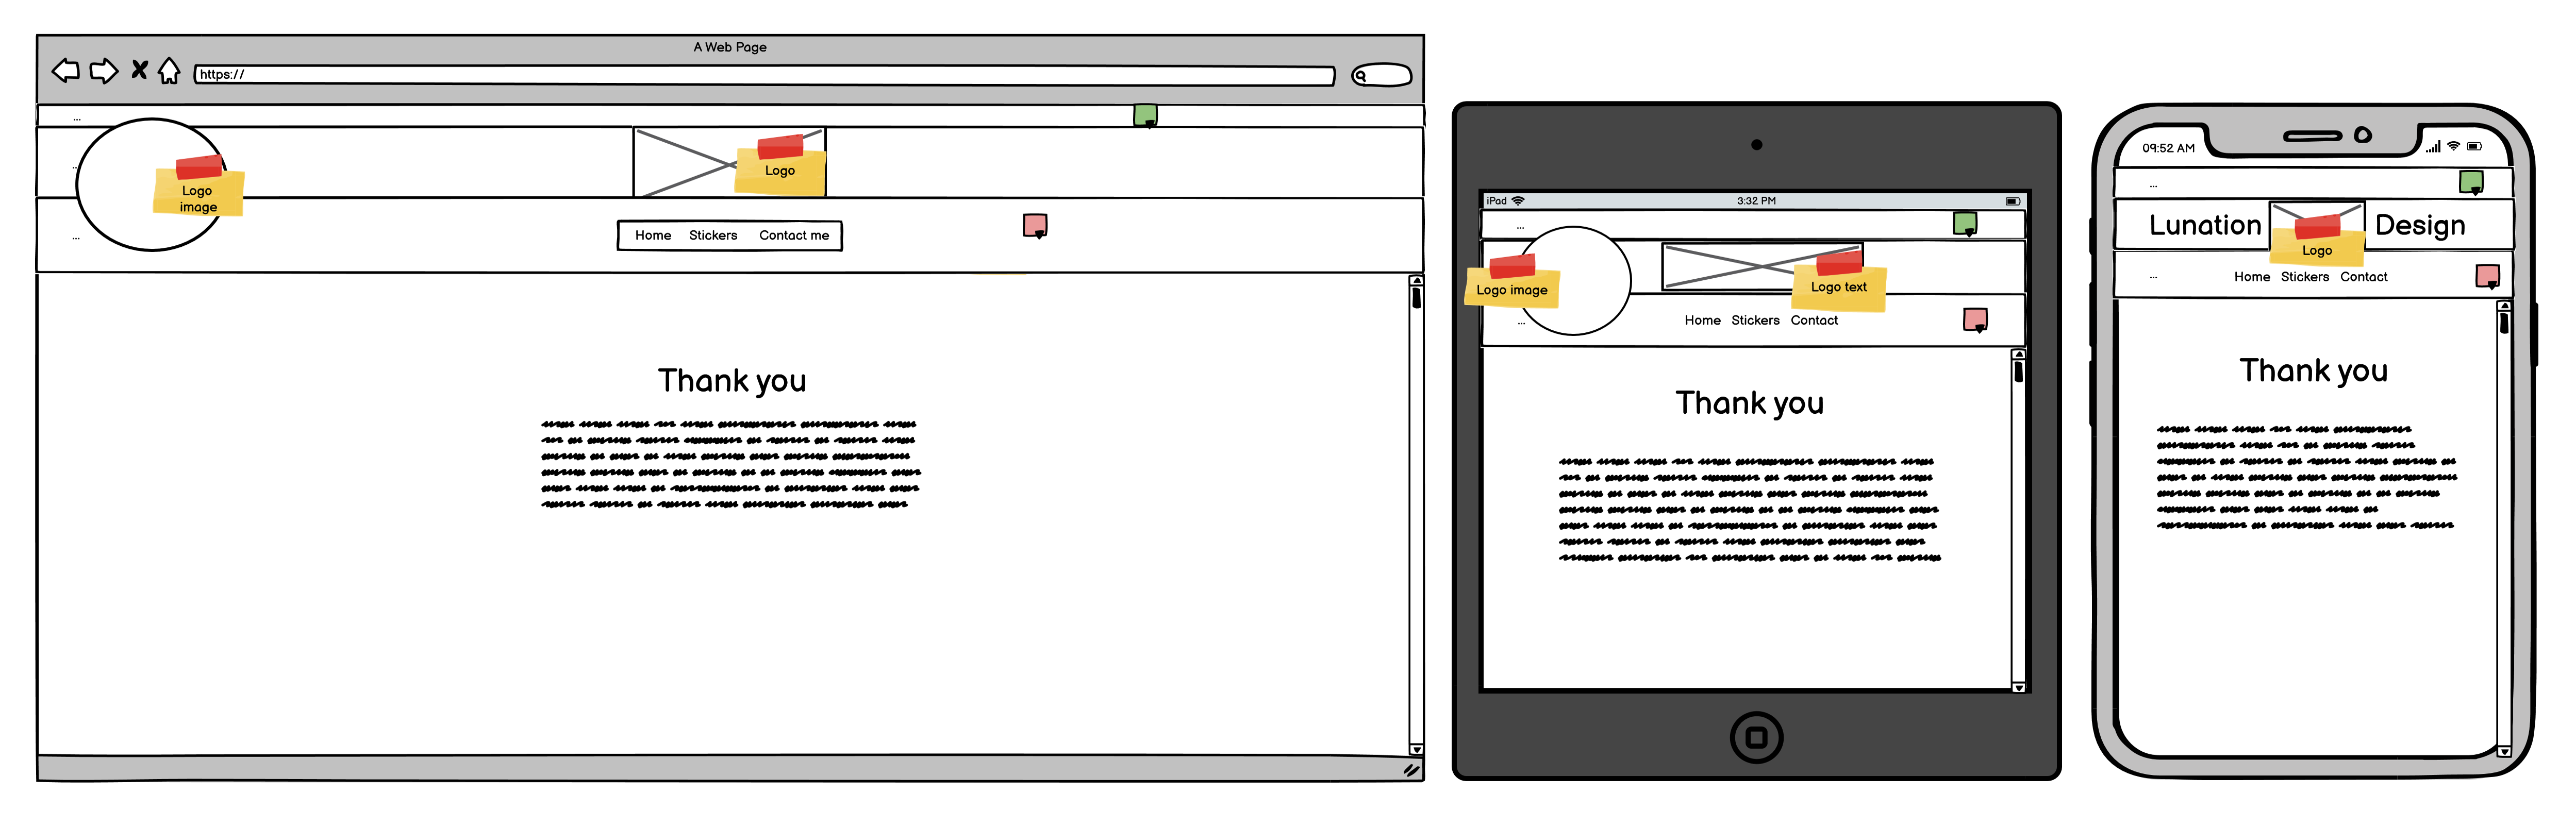 A Web Page
https://
...
...
Logo
image
Logo
...
Home Stickers Contact me
Thank you
iPad 3:32 PM
...
Logo image
Logo text
...
Home Stickers Contact
Thank you
09:52 AM
...
Lunation Logo Design
...
Home Stickers Contact
Thank you